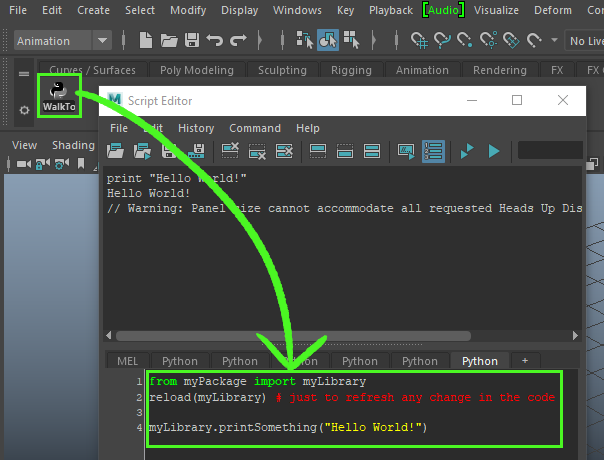 File Edit Create Select Modify Display Windows Key Playback [Audio] Visualize Deform Co
Animation No Live
Curves / Surfaces Poly Modeling Sculpting Rigging Animation Rendering FX FX C
WalkTo
M Script Editor
File Edit History Command Help
View Shading
print "Hello World!"
Hello World!
// Warning: Panel size cannot accommodate all requested Heads Up Dis
MEL Python Python Python Python Python Python +
1 from myPackage import myLibrary
2 reload(myLibrary) # just to refresh any change in the code
3
4 myLibrary.printSomething("Hello World!")